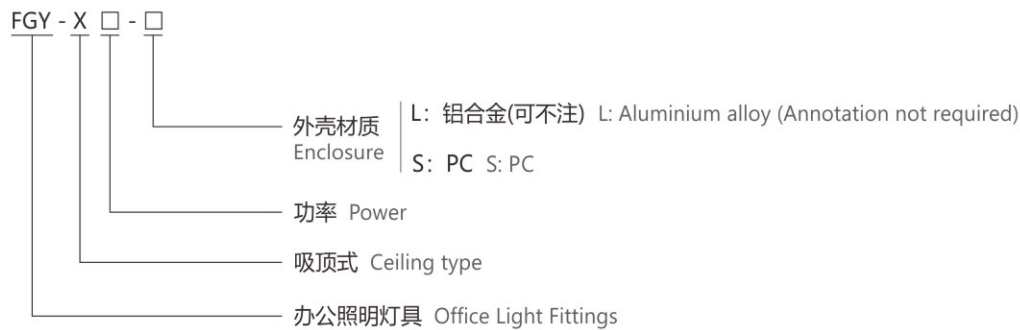 FGY - X □ - □
外壳材质 L：铝合金(可不注) L: Aluminium alloy (Annotation not required)
Enclosure
S：PC S: PC
功率 Power
吸顶式 Ceiling type
办公照明灯具 Office Light Fittings